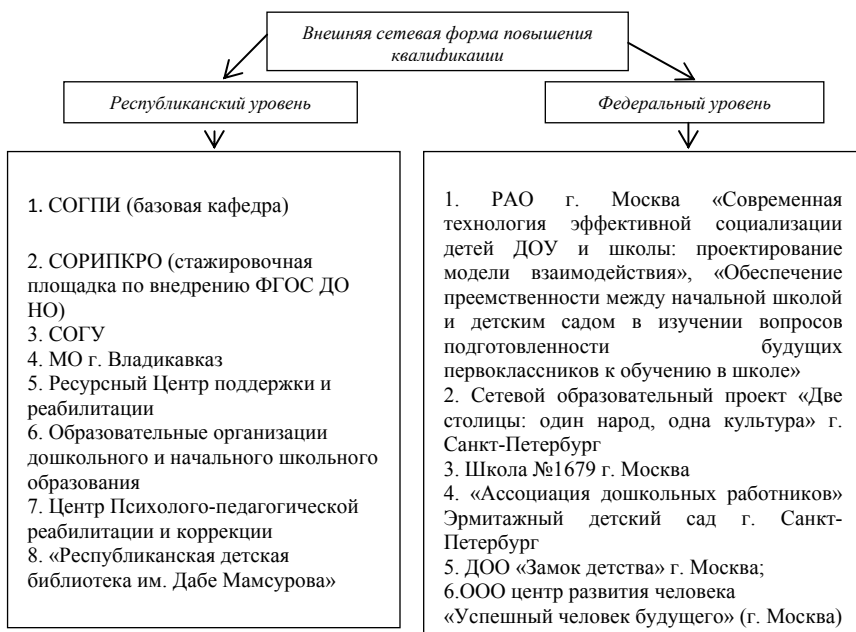 Внешняя сетевая форма повышения
квалификации
Республиканский уровень
Федеральный уровень
1. СОГПИ (базовая кафедра)
2. СОРИПКРО (стажировочная
площадка по внедрению ФГОС ДО
НО)
3. СОГУ
4. МО г. Владикавказ
5. Ресурсный Центр поддержки и
реабилитации
6. Образовательные организации
дошкольного и начального школьного
образования
7. Центр Психолого-педагогической
реабилитации и коррекции
8. «Республиканская детская
библиотека им. Дабе Мамсурова»
1. РАО г. Москва «Современная
технология эффективной социализации
детей ДОУ и школы: проектирование
модели взаимодействия», «Обеспечение
преемственности между начальной школой
и детским садом в изучении вопросов
подготовленности будущих
первоклассников к обучению в школе»
2. Сетевой образовательный проект «Две
столицы: один народ, одна культура» г.
Санкт-Петербург
3. Школа №1679 г. Москва
4. «Ассоциация дошкольных работников»
Эрмитажный детский сад г. Санкт-
Петербург
5. ДОО «Замок детства» г. Москва;
6.ООО центр развития человека
«Успешный человек будущего» (г. Москва)